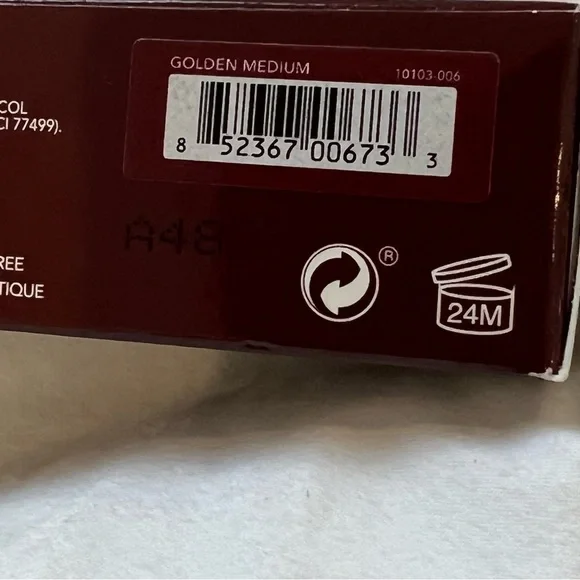 GOLDEN MEDIUM 10103-006
COL
CI 77499).
8 52367 00673 3
A48
REE
TIQUE
®
24M